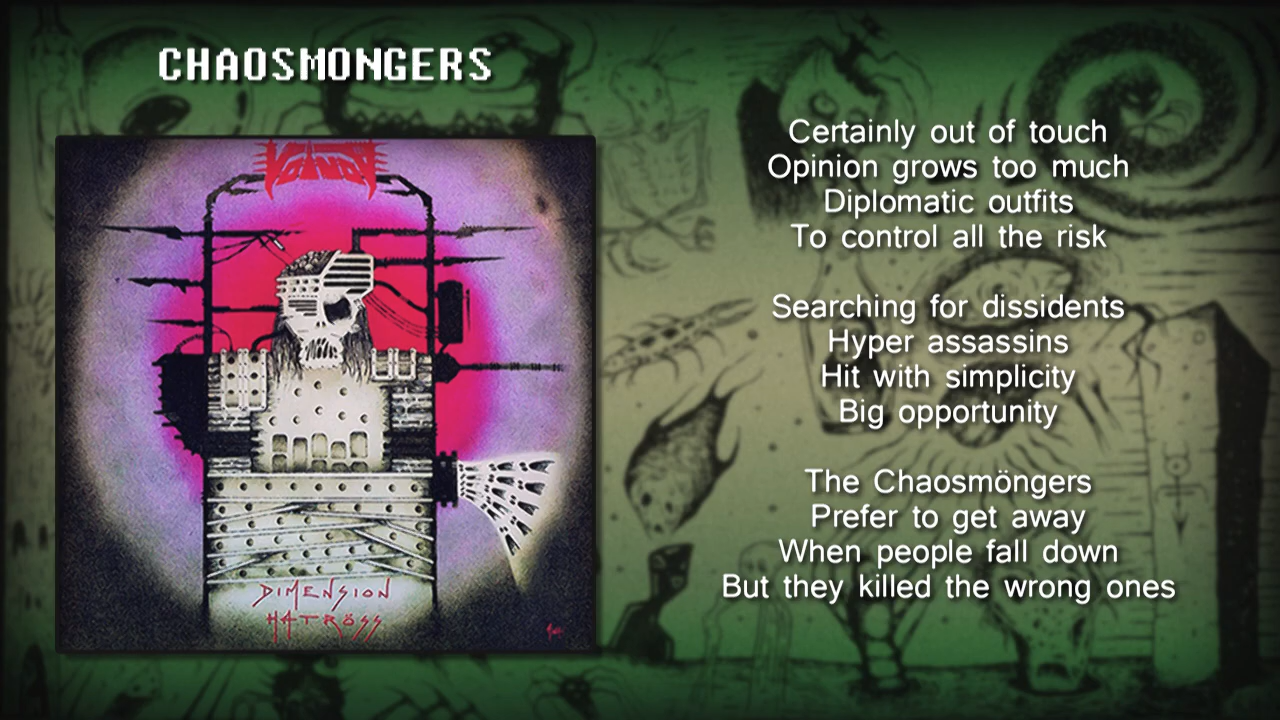 CHAOSMONGERS
VOIVOD
DIMENSION
HATRÖSS
Certainly out of touch
Opinion grows too much
Diplomatic outfits
To control all the risk
Searching for dissidents
Hyper assassins
Hit with simplicity
Big opportunity
The Chaosmöngers
Prefer to get away
When people fall down
But they killed the wrong ones